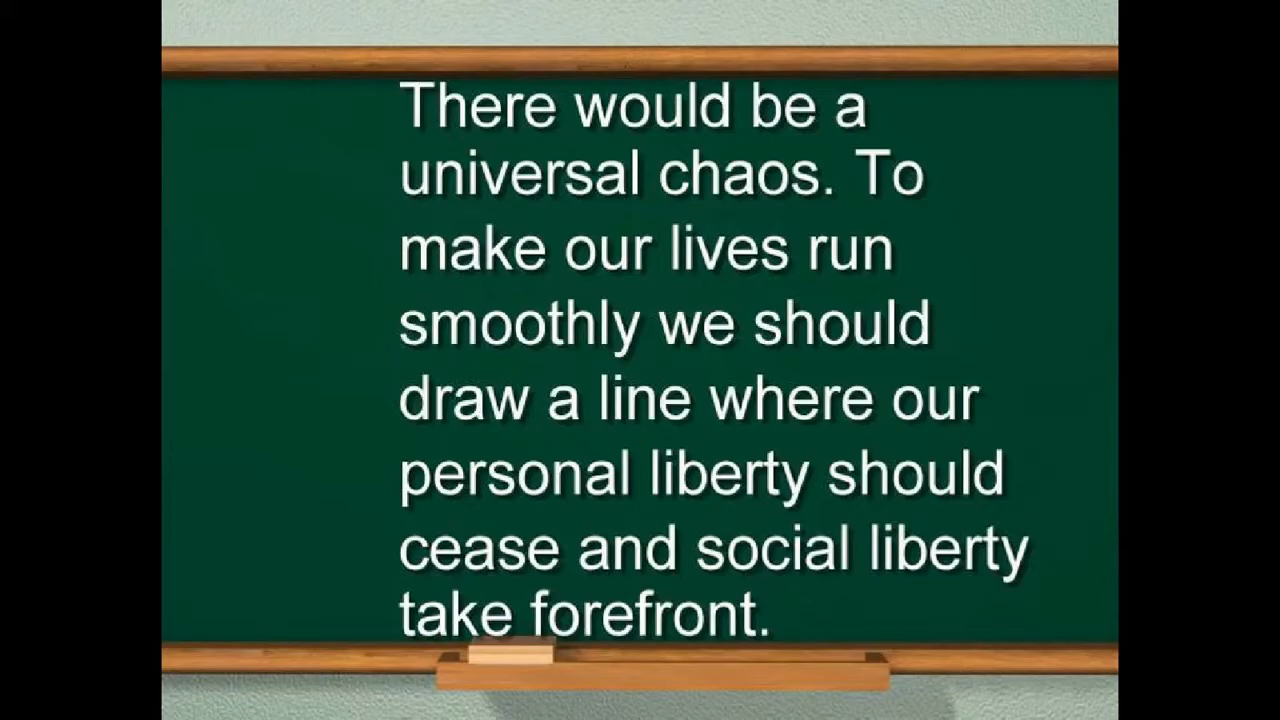 There would be a
universal chaos. To
make our lives run
smoothly we should
draw a line where our
personal liberty should
cease and social liberty
take forefront.